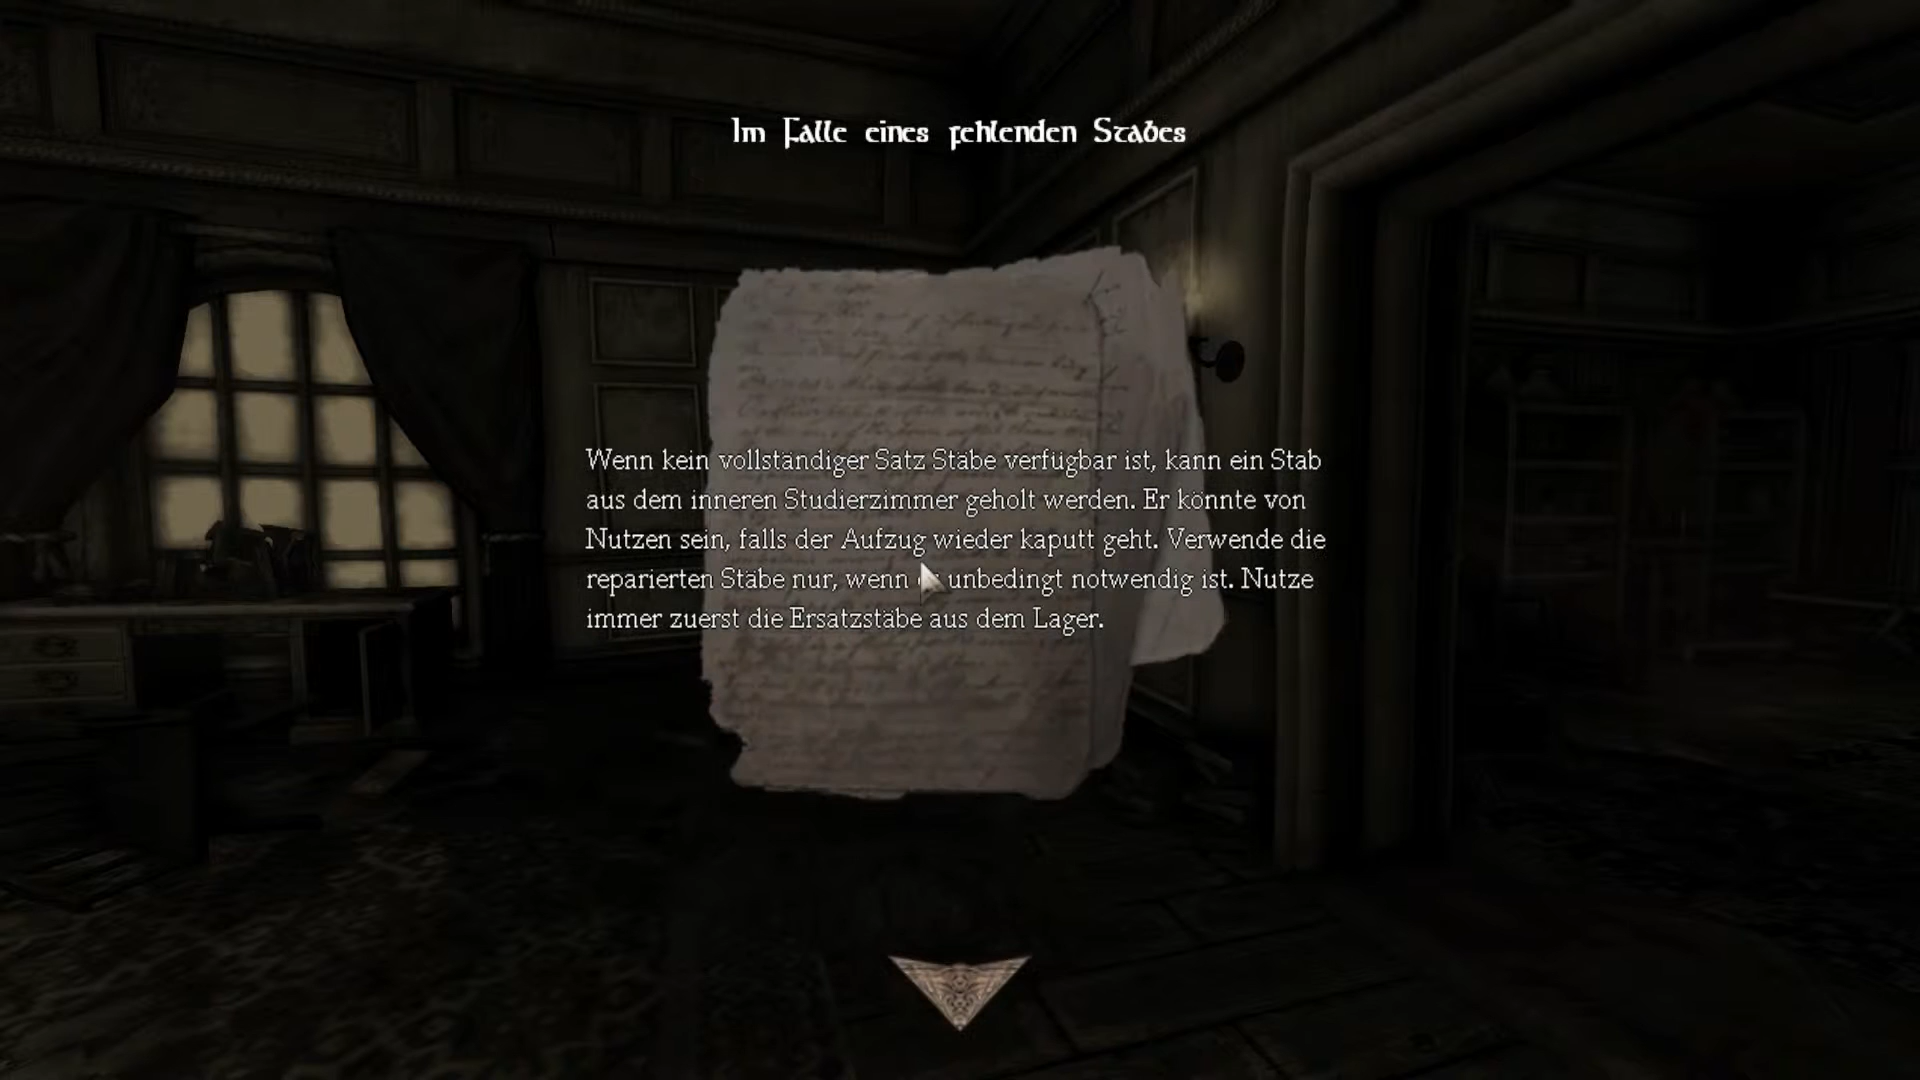 Im Falle eines fehlenden Stabes
Wenn kein vollständiger Satz Stäbe verfügbar ist, kann ein Stab
aus dem inneren Studierzimmer geholt werden. Er könnte von
Nutzen sein, falls der Aufzug wieder kaputt geht. Verwende die
reparierten Stäbe nur, wenn unbedingt notwendig ist. Nutze
immer zuerst die Ersatzstäbe aus dem Lager.